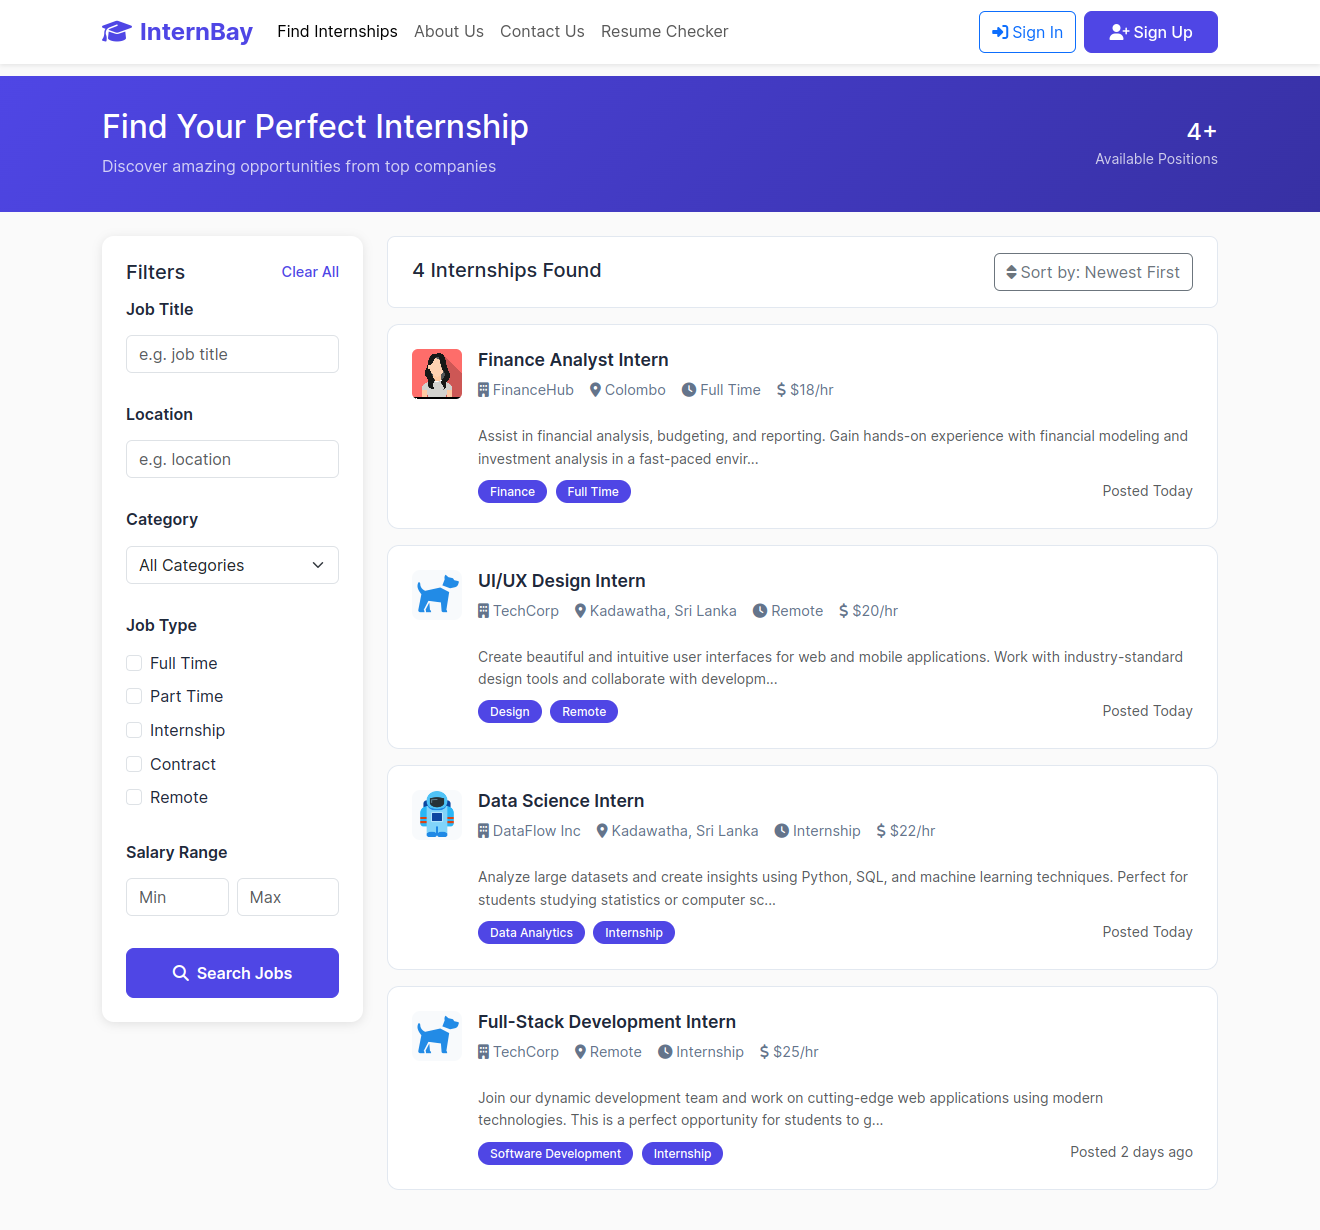 InternBay Find Internships About Us Contact Us Resume Checker Sign In Sign Up
Find Your Perfect Internship
Discover amazing opportunities from top companies
4+
Available Positions
Filters Clear All
Job Title
e.g. job title
Location
e.g. location
Category
All Categories
Job Type
Full Time
Part Time
Internship
Contract
Remote
Salary Range
Min Max
Search Jobs
4 Internships Found Sort by: Newest First
Finance Analyst Intern
FinanceHub Colombo Full Time $18/hr
Assist in financial analysis, budgeting, and reporting. Gain hands-on experience with financial modeling and
investment analysis in a fast-paced envir...
Finance Full Time Posted Today
UI/UX Design Intern
TechCorp Kadawatha, Sri Lanka Remote $20/hr
Create beautiful and intuitive user interfaces for web and mobile applications. Work with industry-standard
design tools and collaborate with developm...
Design Remote Posted Today
Data Science Intern
DataFlow Inc Kadawatha, Sri Lanka Internship $22/hr
Analyze large datasets and create insights using Python, SQL, and machine learning techniques. Perfect for
students studying statistics or computer sc...
Data Analytics Internship Posted Today
Full-Stack Development Intern
TechCorp Remote Internship $25/hr
Join our dynamic development team and work on cutting-edge web applications using modern
technologies. This is a perfect opportunity for students to g...
Software Development Internship Posted 2 days ago